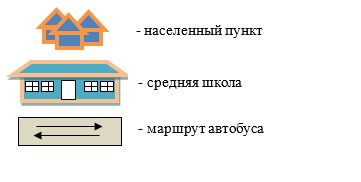 - населенный пункт
- средняя школа
- маршрут автобуса